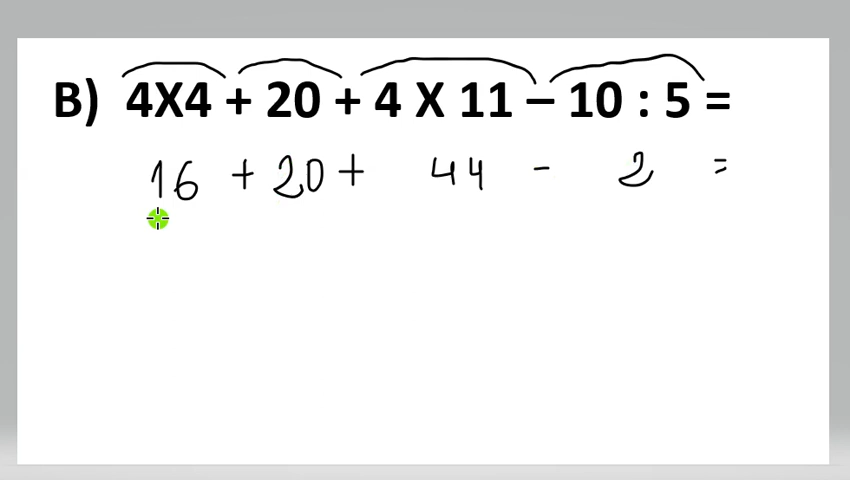 B) 4X4 + 20 + 4 X 11 – 10 : 5 =
16 + 20 + 44 - 2 =